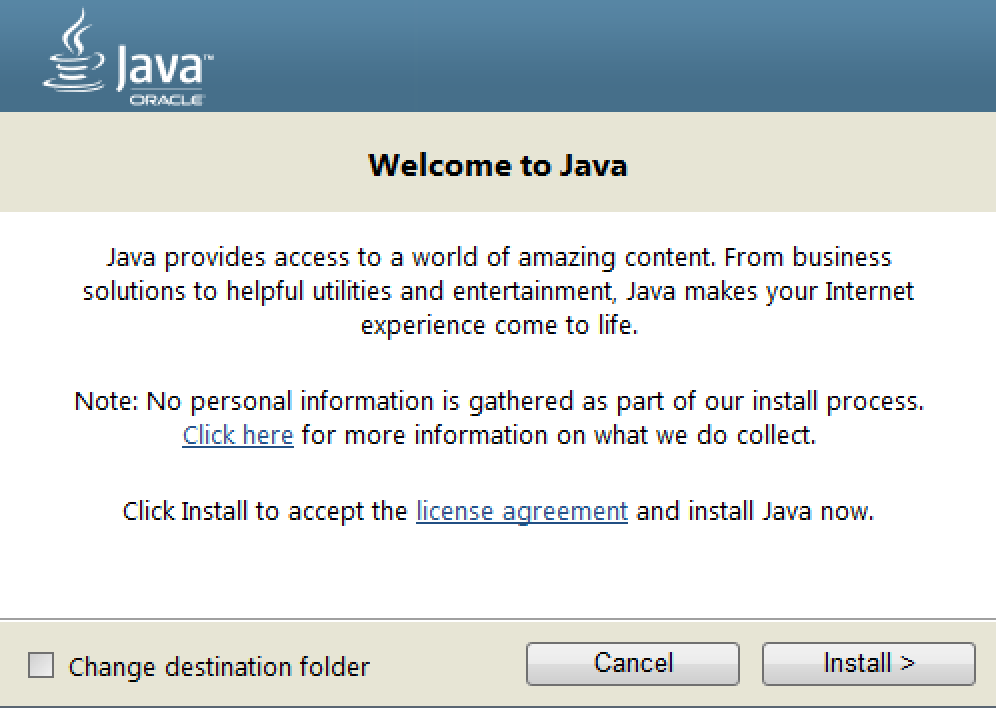 Java™
ORACLE
Welcome to Java
Java provides access to a world of amazing content. From business
solutions to helpful utilities and entertainment, Java makes your Internet
experience come to life.
Note: No personal information is gathered as part of our install process.
Click here for more information on what we do collect.
Click Install to accept the license agreement and install Java now.
Change destination folder
Cancel
Install >